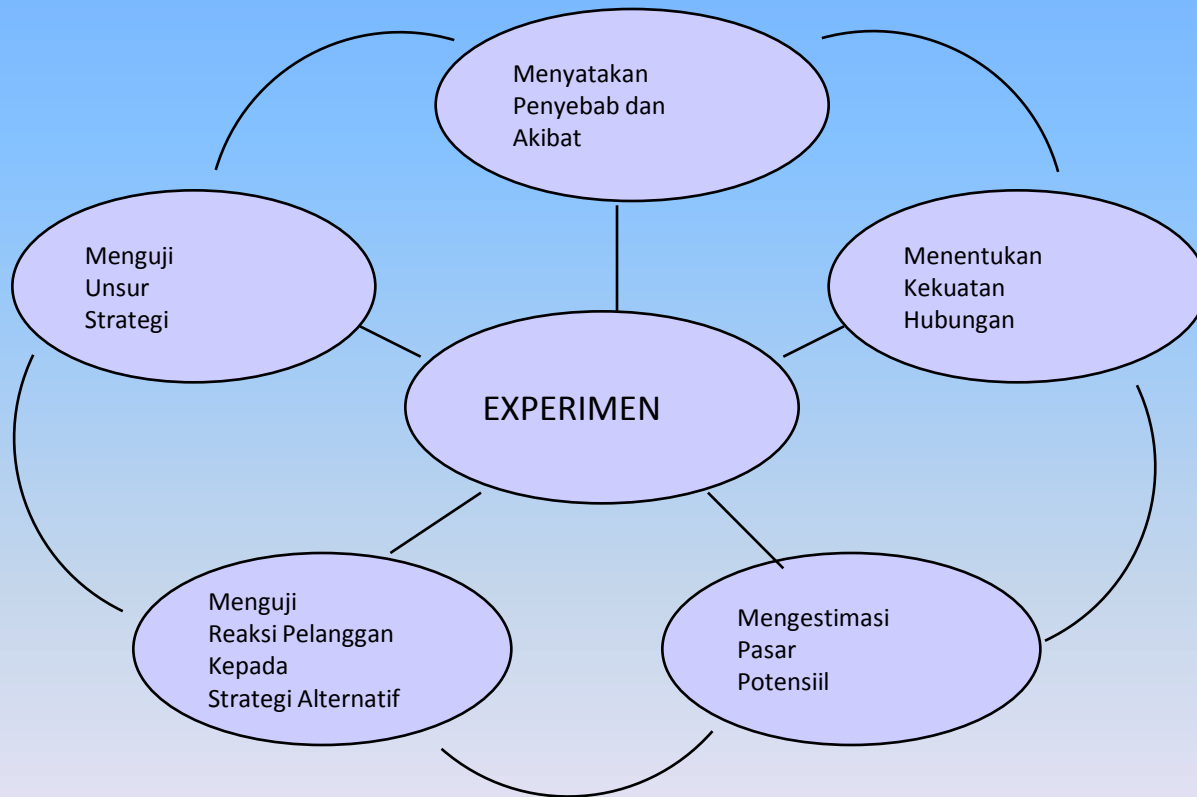 Menyatakan
Penyebab dan
Akibat
Menguji
Unsur
Strategi
Menentukan
Kekuatan
Hubungan
EXPERIMEN
Menguji
Reaksi Pelanggan
Kepada
Strategi Alternatif
Mengestimasi
Pasar
Potensiil